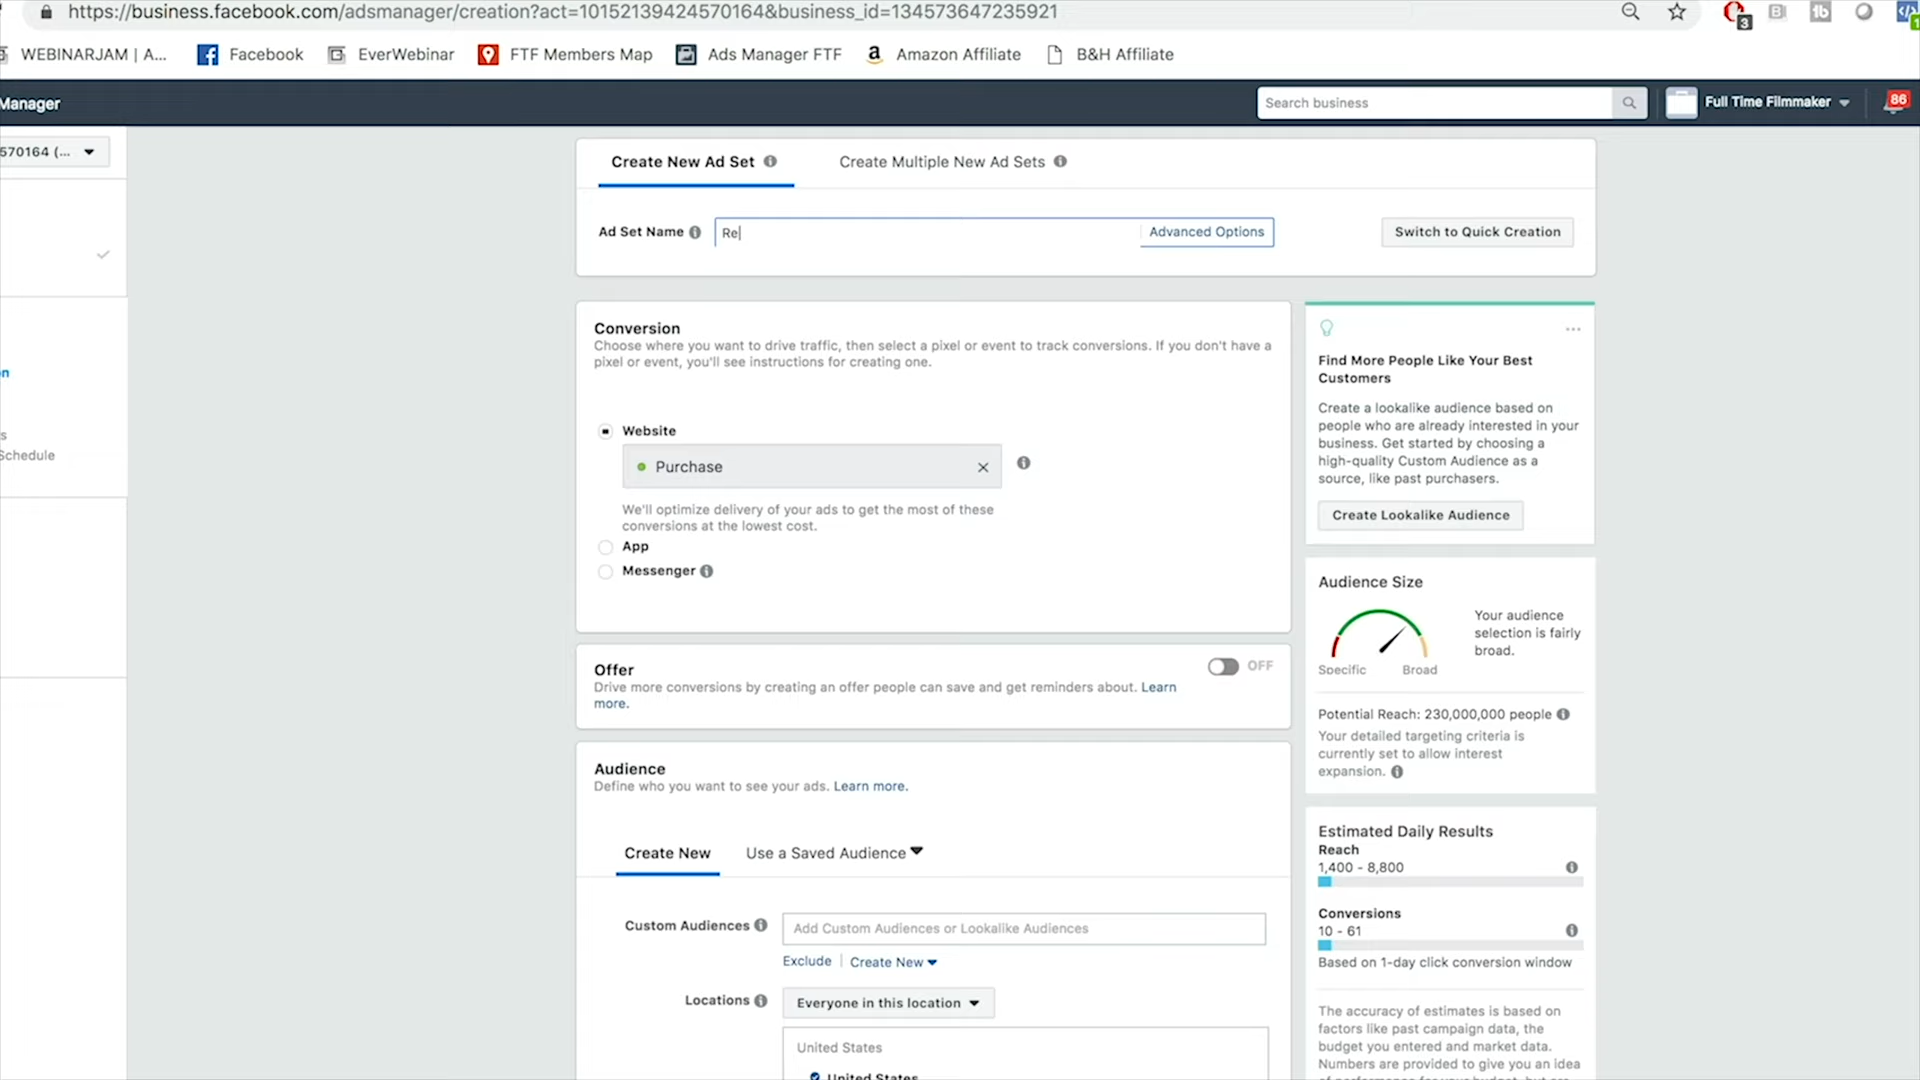 https://business.facebook.com/adsmanager/creation?act=10152139424570164&business_id=134573647235921
3
WEBINARJAM | A...
Facebook
EverWebinar
FTF Members Map
Ads Manager FTF
Amazon Affiliate
B&H Affiliate
Manager
Search business
Full Time Filmmaker
86
570164 (...
Create New Ad Set
Create Multiple New Ad Sets
Ad Set Name
Re
Advanced Options
Switch to Quick Creation
Conversion
Choose where you want to drive traffic, then select a pixel or event to track conversions. If you don't have a
pixel or event, you'll see instructions for creating one.
Website
Purchase
We'll optimize delivery of your ads to get the most of these
conversions at the lowest cost.
App
Messenger
Schedule
Find More People Like Your Best
Customers
Create a lookalike audience based on
people who are already interested in your
business. Get started by choosing a
high-quality Custom Audience as a
source, like past purchasers.
Create Lookalike Audience
Offer
OFF
Drive more conversions by creating an offer people can save and get reminders about. Learn
more.
Audience Size
Your audience
selection is fairly
broad.
Specific
Broad
Potential Reach: 230,000,000 people
Your detailed targeting criteria is
currently set to allow interest
expansion.
Audience
Define who you want to see your ads. Learn more.
Create New
Use a Saved Audience
Custom Audiences
Add Custom Audiences or Lookalike Audiences
Exclude | Create New
Locations
Everyone in this location
United States
United States
Estimated Daily Results
Reach
1,400 - 8,800
Conversions
10 - 61
Based on 1-day click conversion window
The accuracy of estimates is based on
factors like past campaign data, the
budget you entered and market data.
Numbers are provided to give you an idea